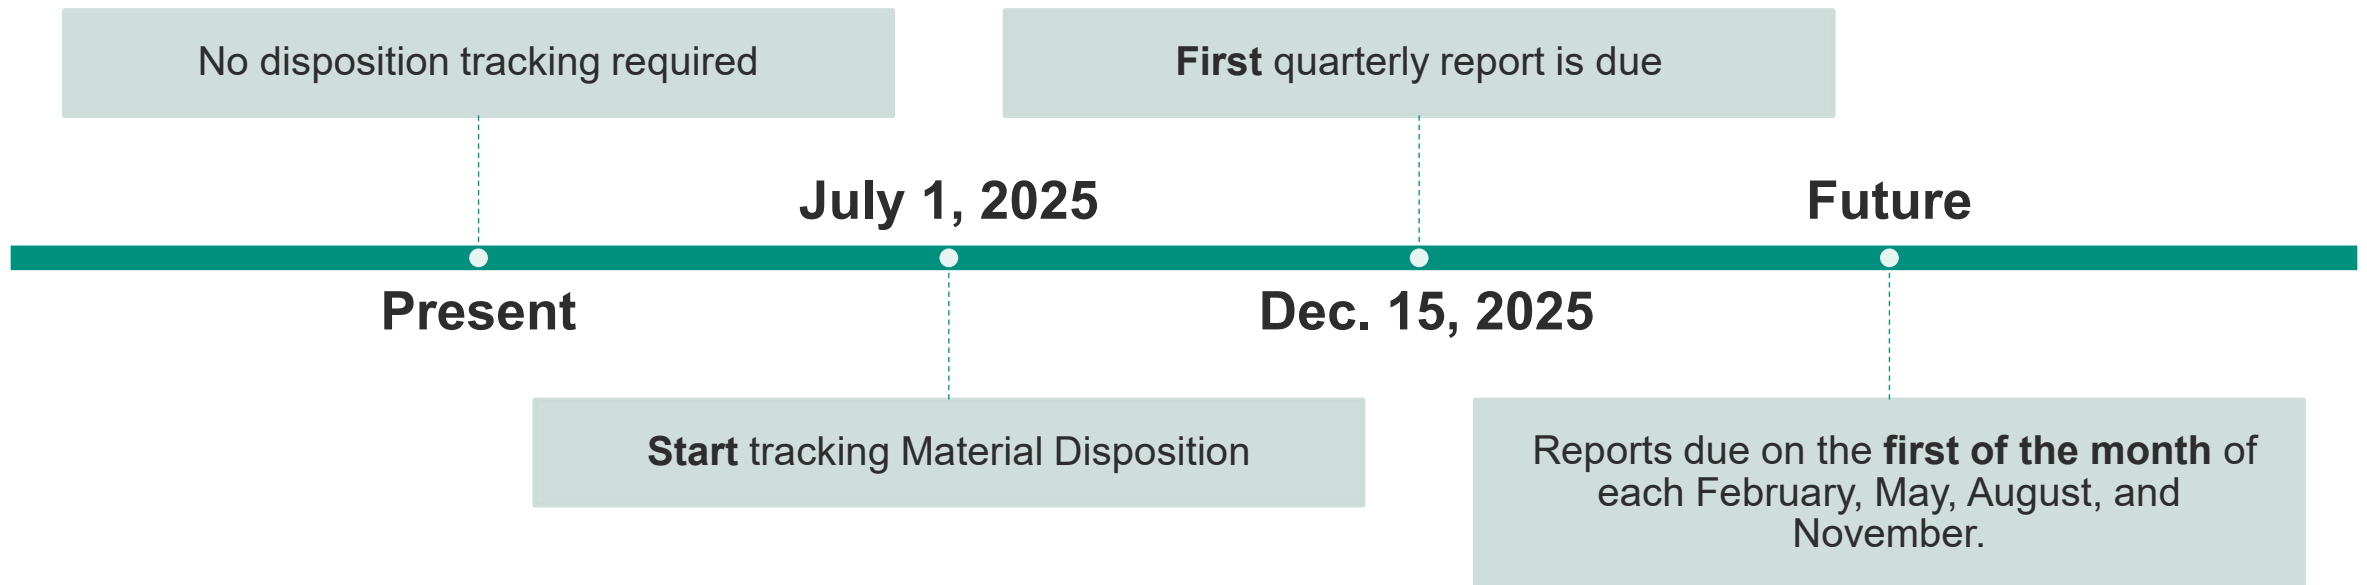 No disposition tracking required
First quarterly report is due
July 1, 2025
Future
Present
Dec. 15, 2025
Start tracking Material Disposition
Reports due on the first of the month of
each February, May, August, and
November.